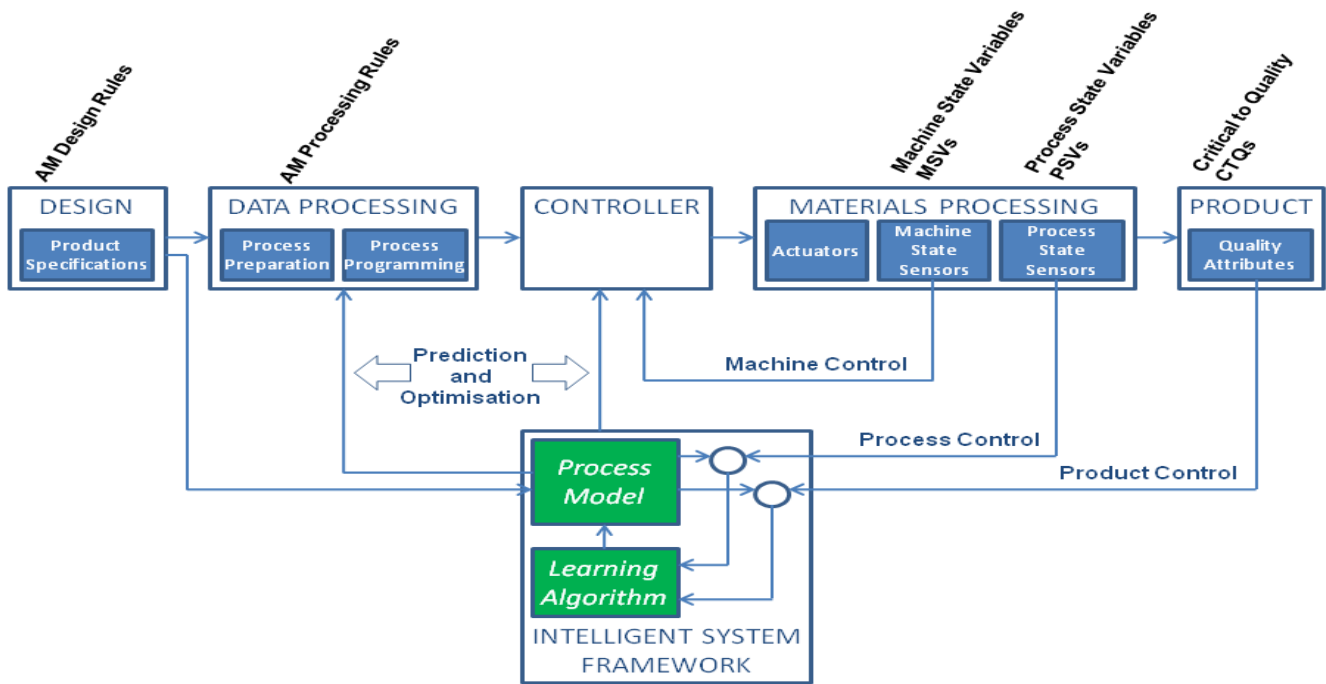 AM Design Rules
AM Processing Rules
Machine State Variables
MSVs
Process State Variables
PSVs
Critical to Quality
CTQs
DESIGN
Product
Specifications
DATA PROCESSING
Process
Preparation
Process
Programming
CONTROLLER
MATERIALS PROCESSING
Actuators
Machine
State
Sensors
Process
State
Sensors
PRODUCT
Quality
Attributes
Prediction
and
Optimisation
Machine Control
Process Control
Product Control
Process
Model
Learning
Algorithm
INTELLIGENT SYSTEM
FRAMEWORK